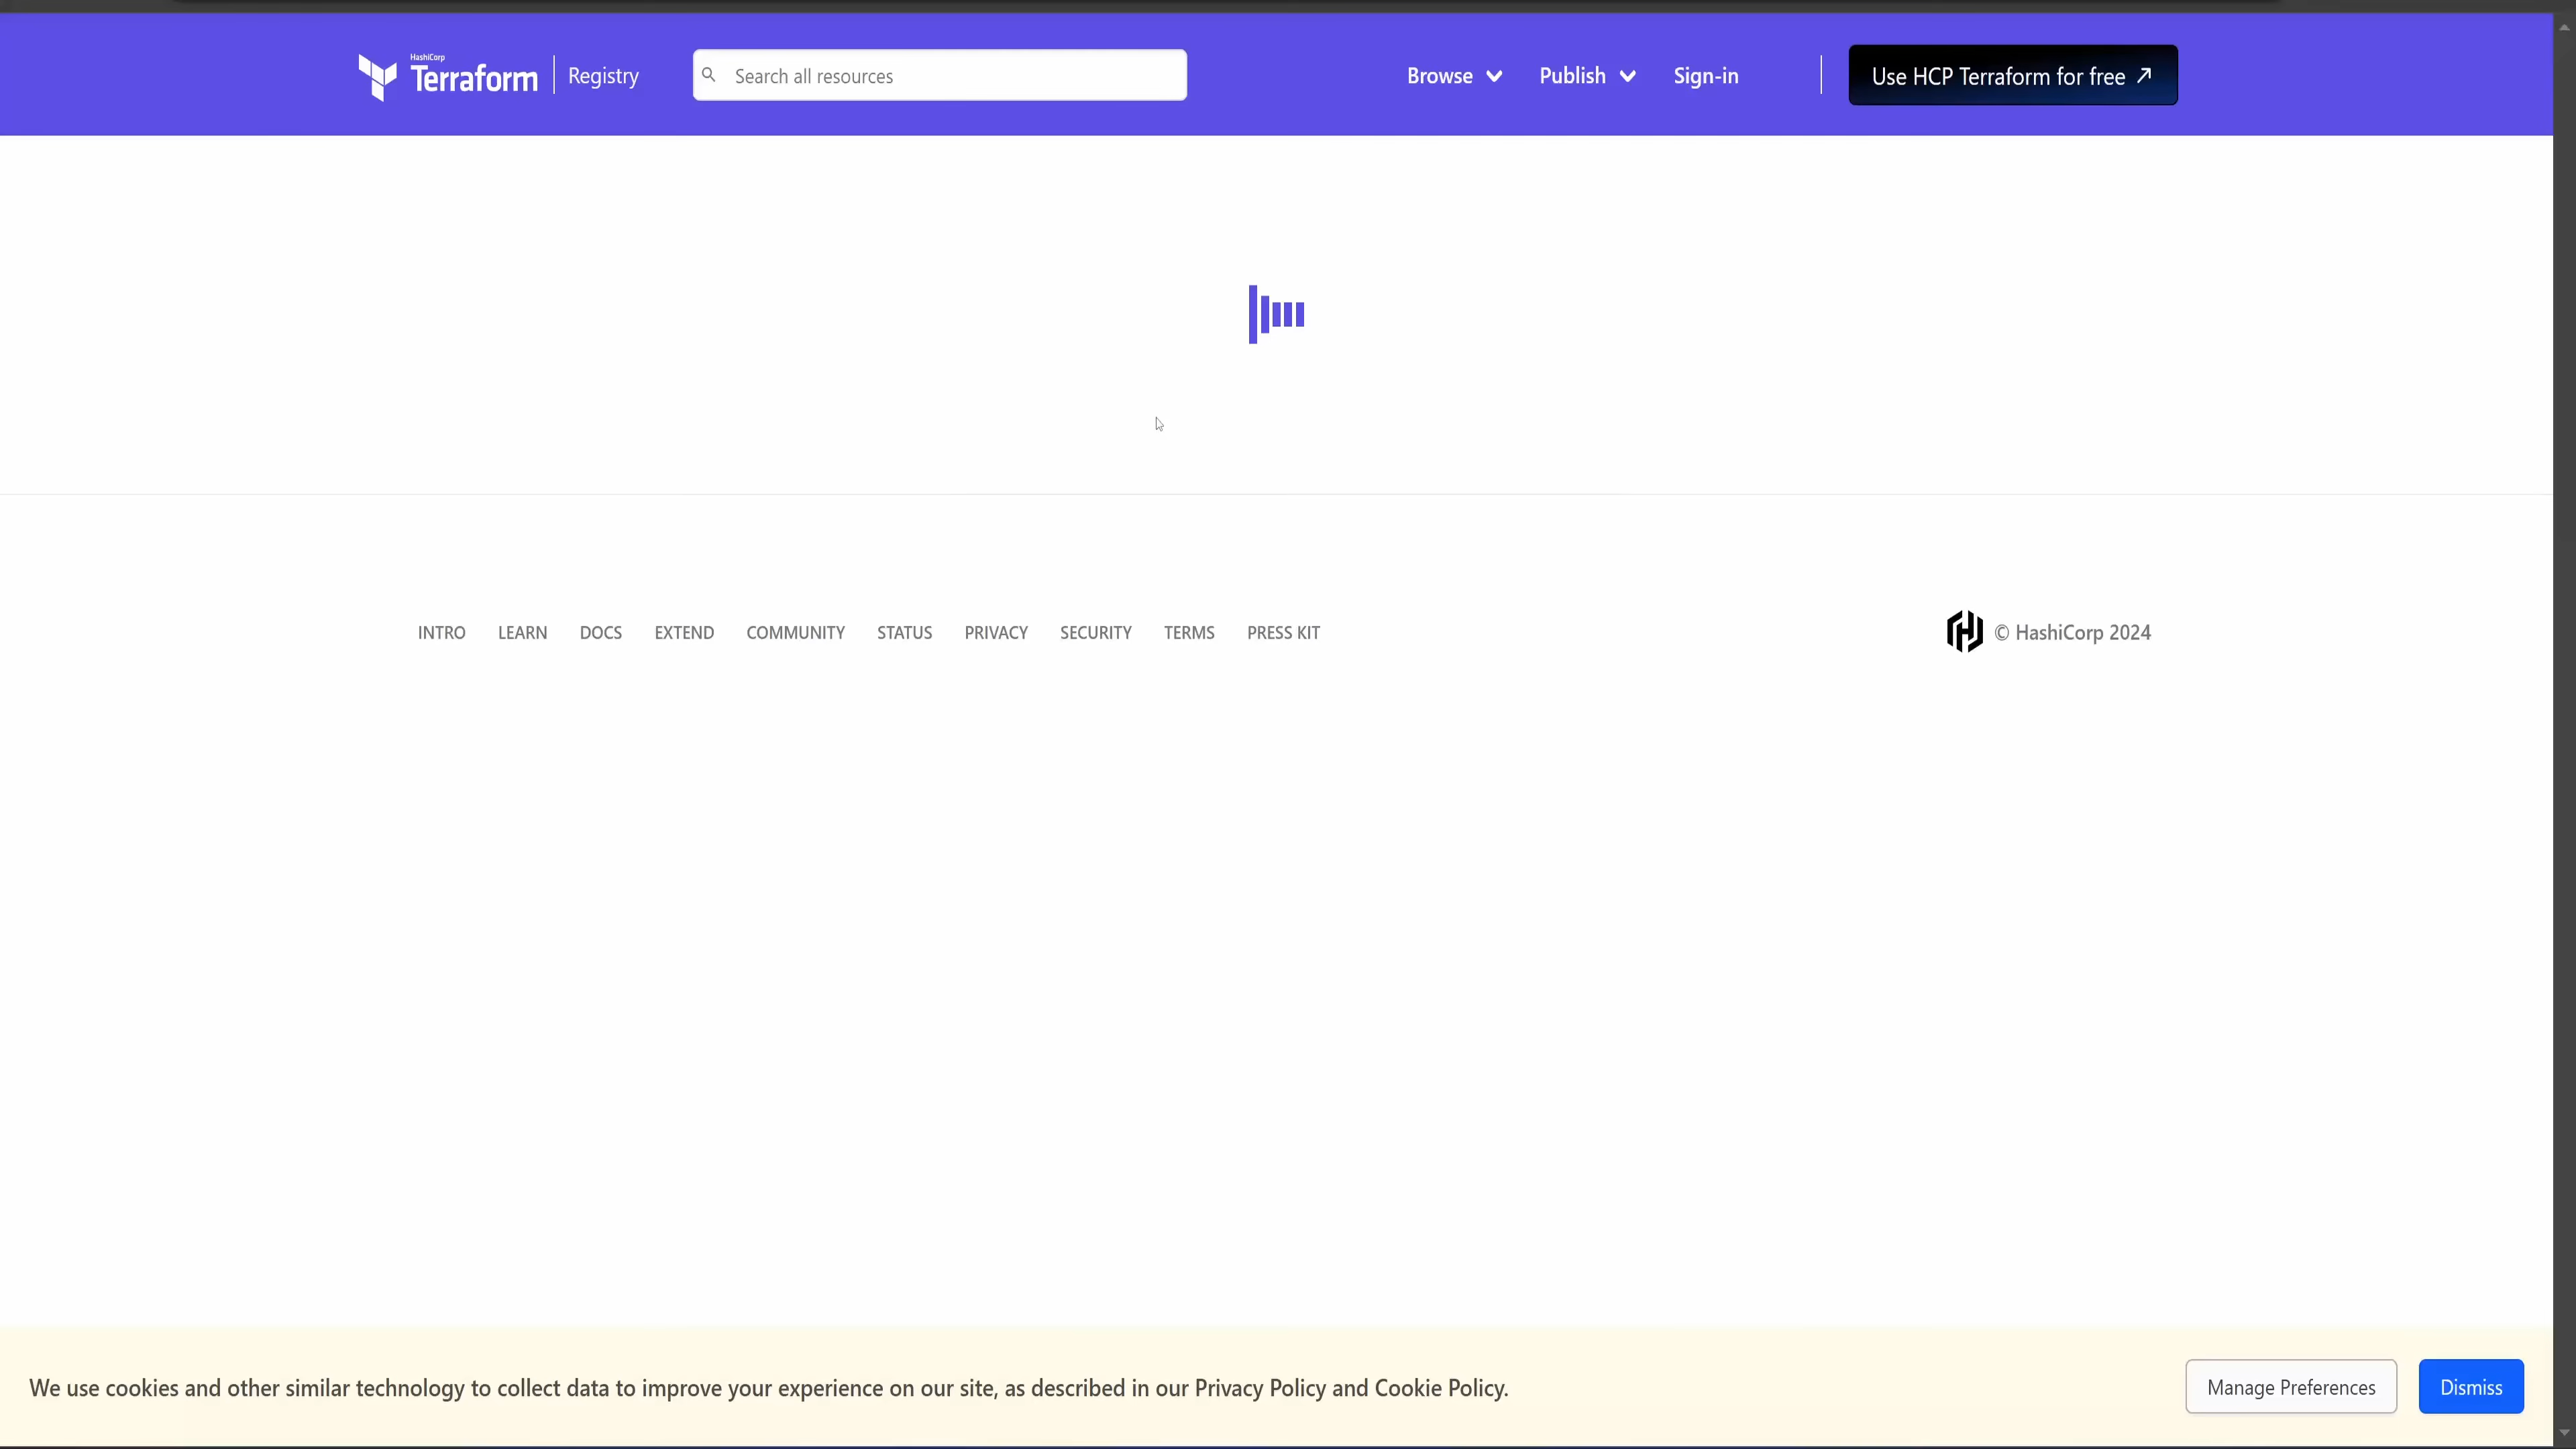 HashiCorp
Terraform
Registry
Search all resources
Browse
Publish
Sign-in
Use HCP Terraform for free
INTRO
LEARN
DOCS
EXTEND
COMMUNITY
STATUS
PRIVACY
SECURITY
TERMS
PRESS KIT
© HashiCorp 2024
We use cookies and other similar technology to collect data to improve your experience on our site, as described in our Privacy Policy and Cookie Policy.
Manage Preferences
Dismiss